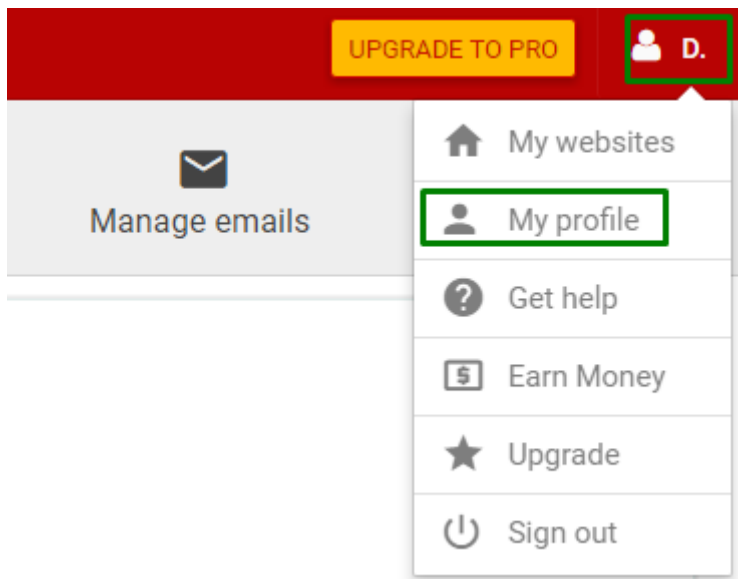 UPGRADE TO PRO
D.
My websites
Manage emails
My profile
Get help
Earn Money
Upgrade
Sign out